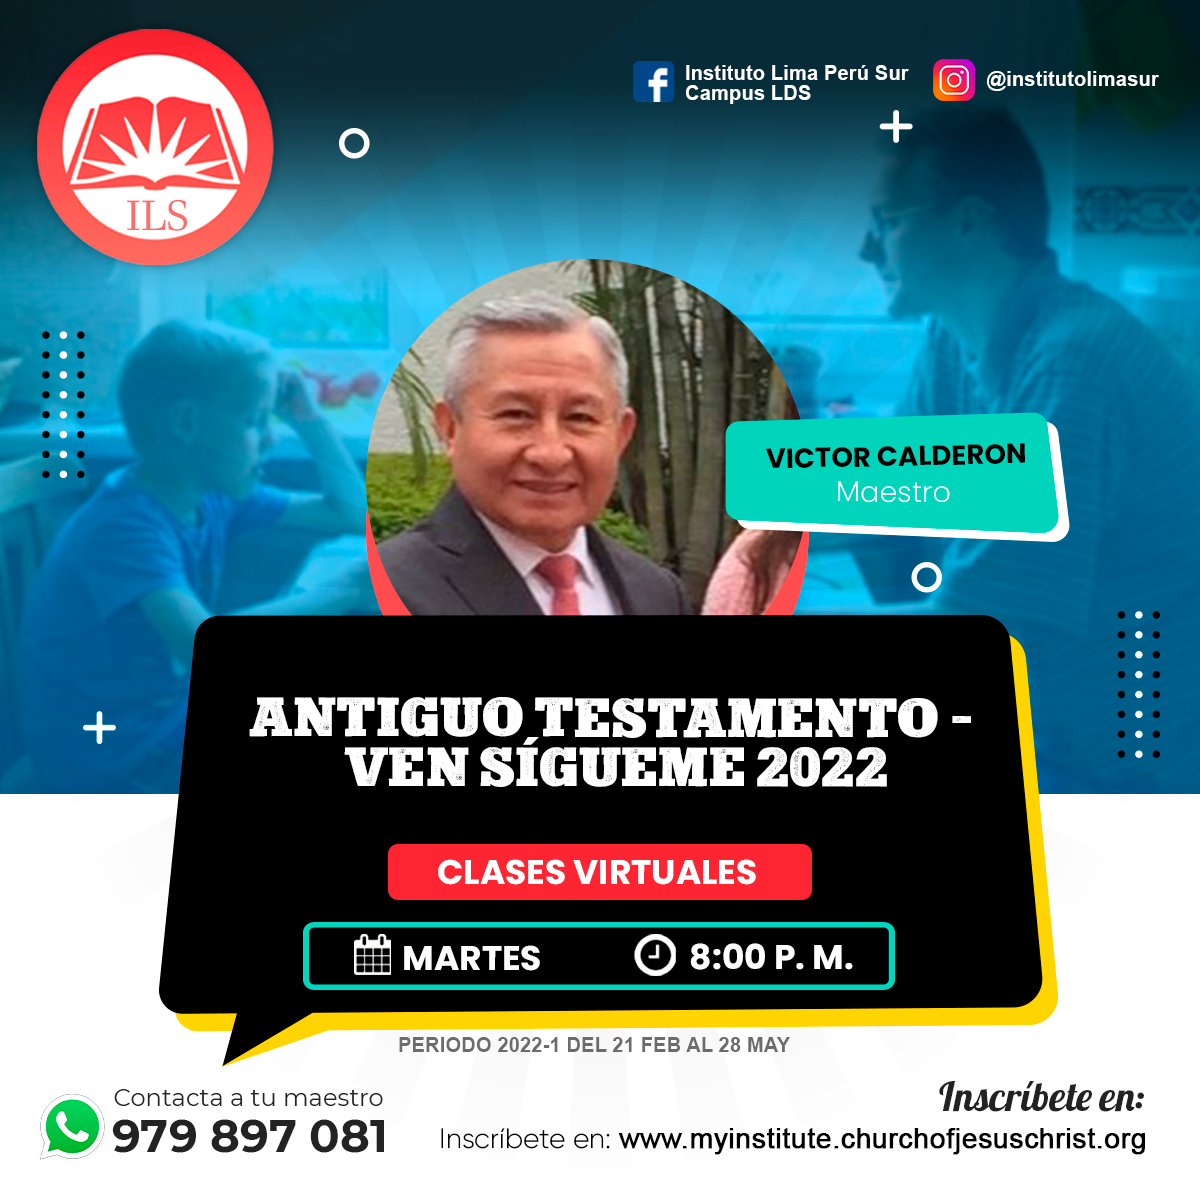 ILS
Instituto Lima Perú Sur
Campus LDS
@institutolimasur
VICTOR CALDERON
Maestro
ANTIGUO TESTAMENTO -
VEN SÍGUEME 2022
CLASES VIRTUALES
MARTES
8:00 P. M.
PERIODO 2022-1 DEL 21 FEB AL 28 MAY
Contacta a tu maestro
979 897 081
Inscríbete en:
Inscríbete en: www.myinstitute.churchofjesuschrist.org